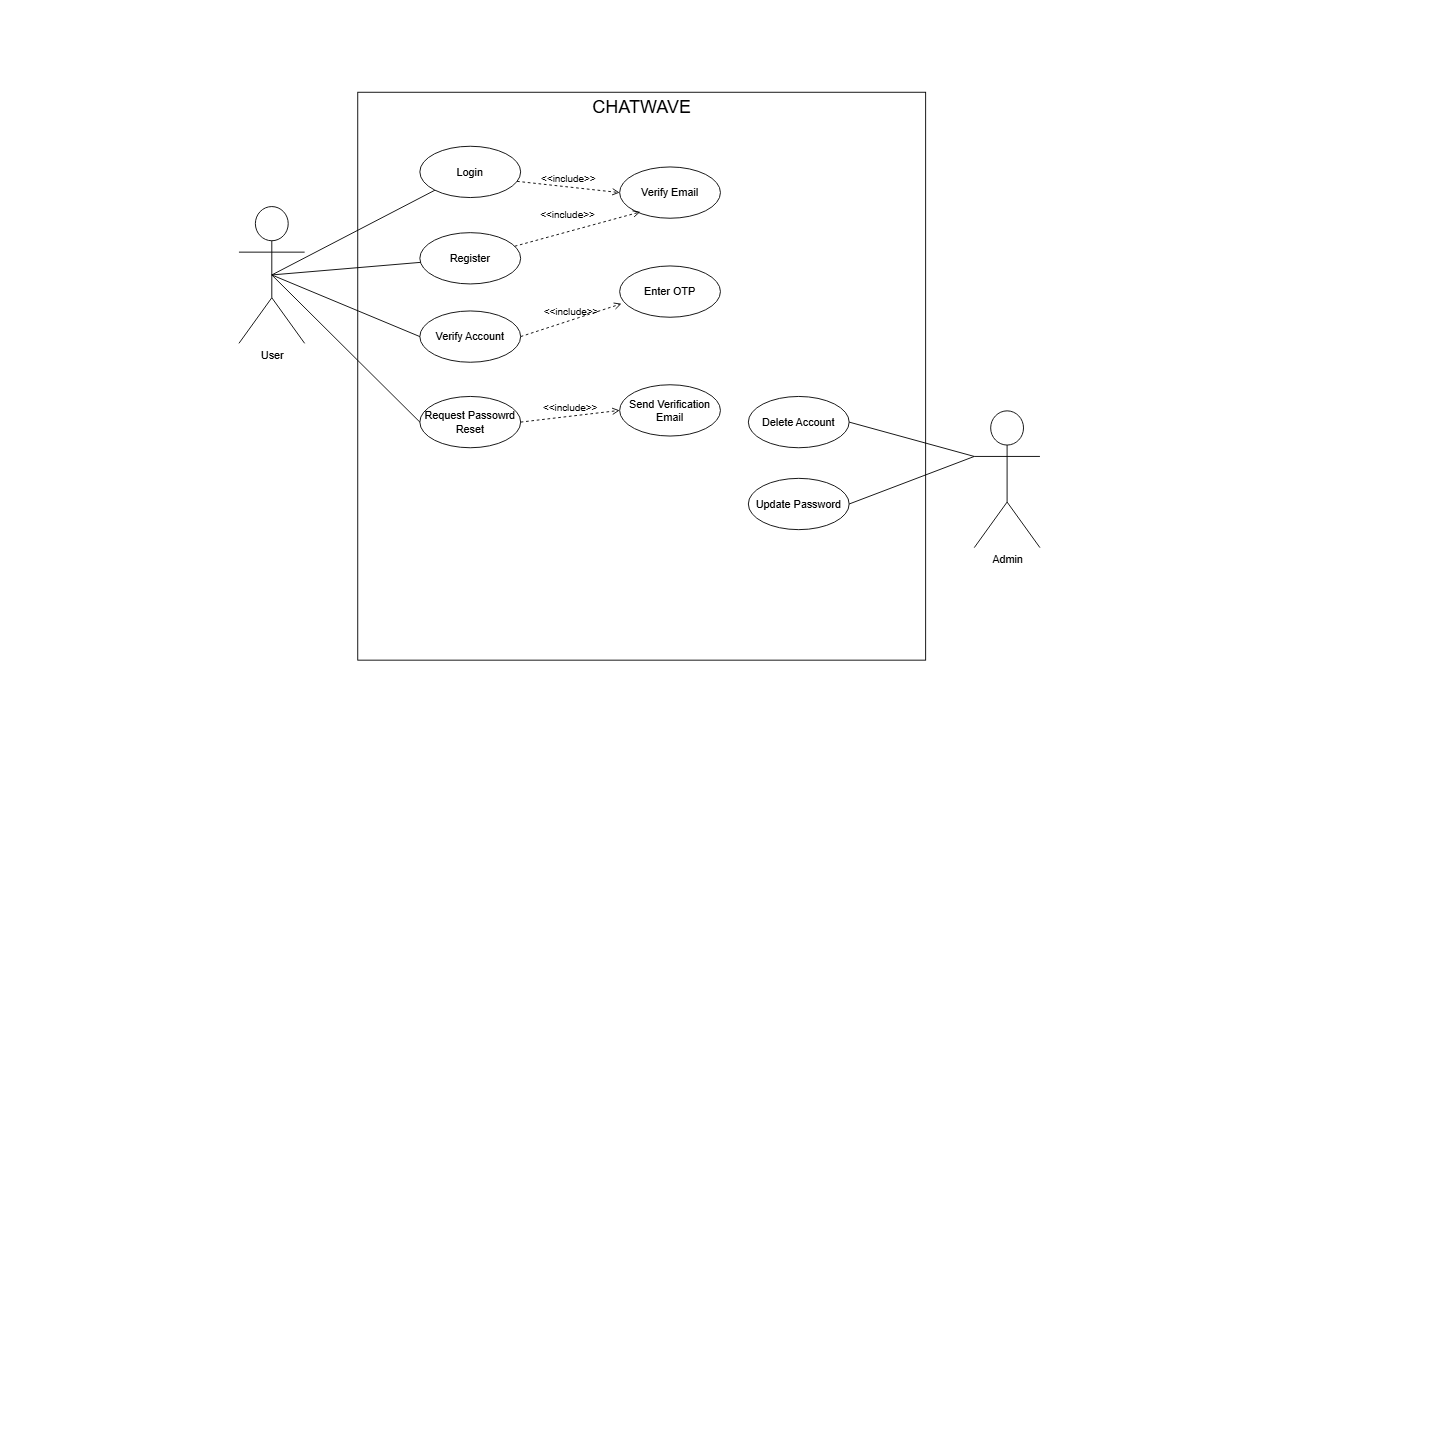 CHATWAVE
Login
<<include>>
Verify Email
<<include>>
Register
Enter OTP
<<include>>
Verify Account
User
Request Passowrd
Reset
<<include>>
Send Verification
Email
Delete Account
Update Password
Admin